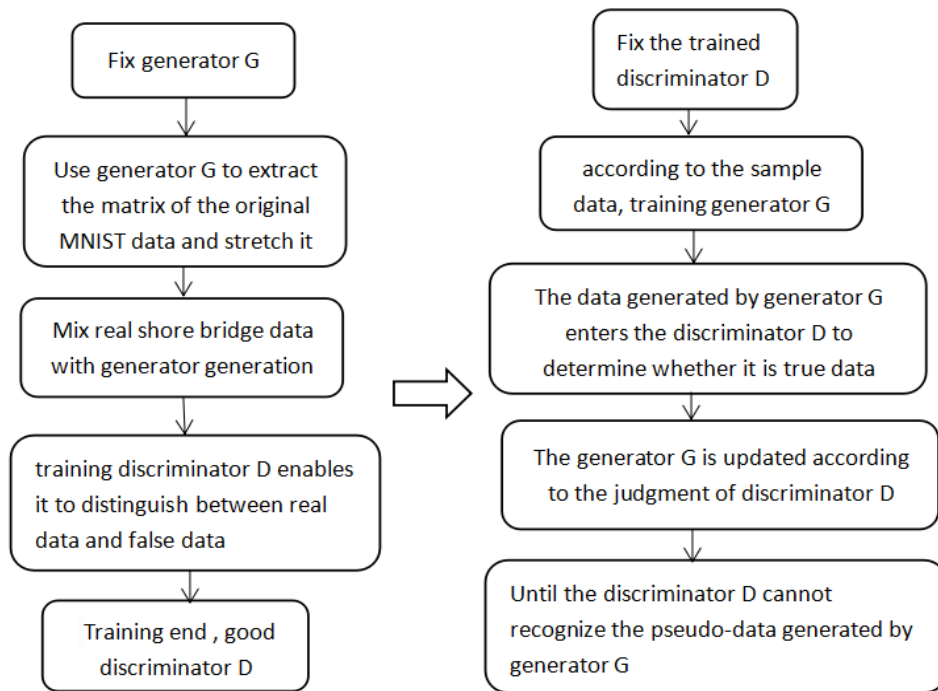 Fix generator G
Use generator G to extract
the matrix of the original
MNIST data and stretch it
Mix real shore bridge data
with generator generation
training discriminator D enables
it to distinguish between real
data and false data
Training end , good
discriminator D
Fix the trained
discriminator D
according to the sample
data, training generator G
The data generated by generator G
enters the discriminator D to
determine whether it is true data
The generator G is updated according
to the judgment of discriminator D
Until the discriminator D cannot
recognize the pseudo-data generated by
generator G